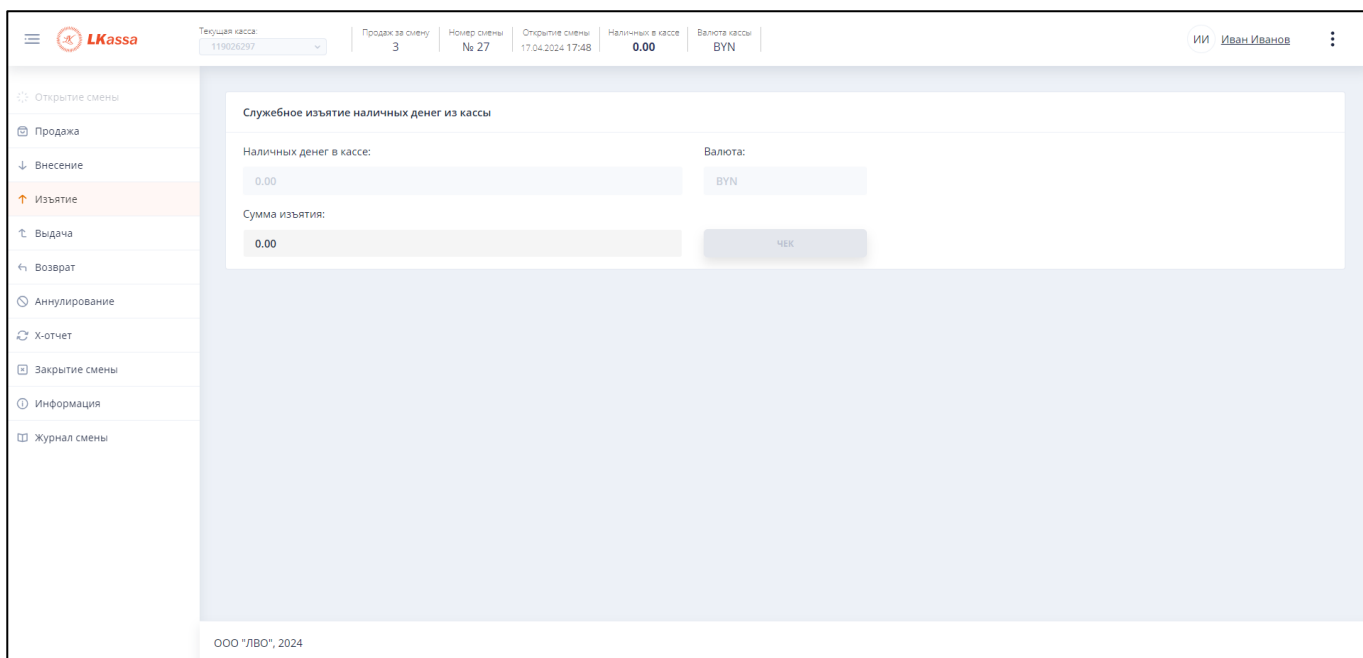 LKassa
Текущая касса:
119026297
Продаж за смену
3
Номер смены
№ 27
Открытие смены
17.04.2024 17:48
Наличных в кассе
0.00
Валюта кассы
BYN
ИИ Иван Иванов
Открытие смены
Продажа
Внесение
Изъятие
Выдача
Возврат
Аннулирование
X-отчет
Закрытие смены
Информация
Журнал смены
Служебное изъятие наличных денег из кассы
Наличных денег в кассе:
0.00
Валюта:
BYN
Сумма изъятия:
0.00
ЧЕК
ООО "ЛВО", 2024